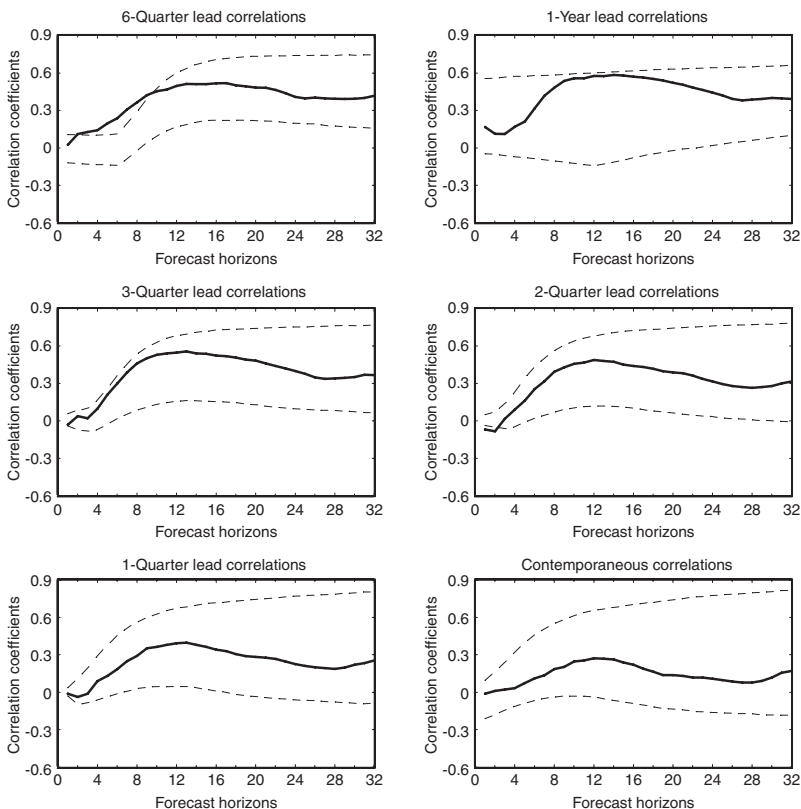 6-Quarter lead correlations
Correlation coefficients
0.9
0.6
0.3
0
-0.3
-0.6
0 4 8 12 16 20 24 28 32
Forecast horizons
1-Year lead correlations
Correlation coefficients
0.9
0.6
0.3
0
-0.3
-0.6
0 4 8 12 16 20 24 28 32
Forecast horizons
3-Quarter lead correlations
Correlation coefficients
0.9
0.6
0.3
0
-0.3
-0.6
0 4 8 12 16 20 24 28 32
Forecast horizons
2-Quarter lead correlations
Correlation coefficients
0.9
0.6
0.3
0
-0.3
-0.6
0 4 8 12 16 20 24 28 32
Forecast horizons
1-Quarter lead correlations
Correlation coefficients
0.9
0.6
0.3
0
-0.3
-0.6
0 4 8 12 16 20 24 28 32
Forecast horizons
Contemporaneous correlations
Correlation coefficients
0.9
0.6
0.3
0
-0.3
-0.6
0 4 8 12 16 20 24 28 32
Forecast horizons